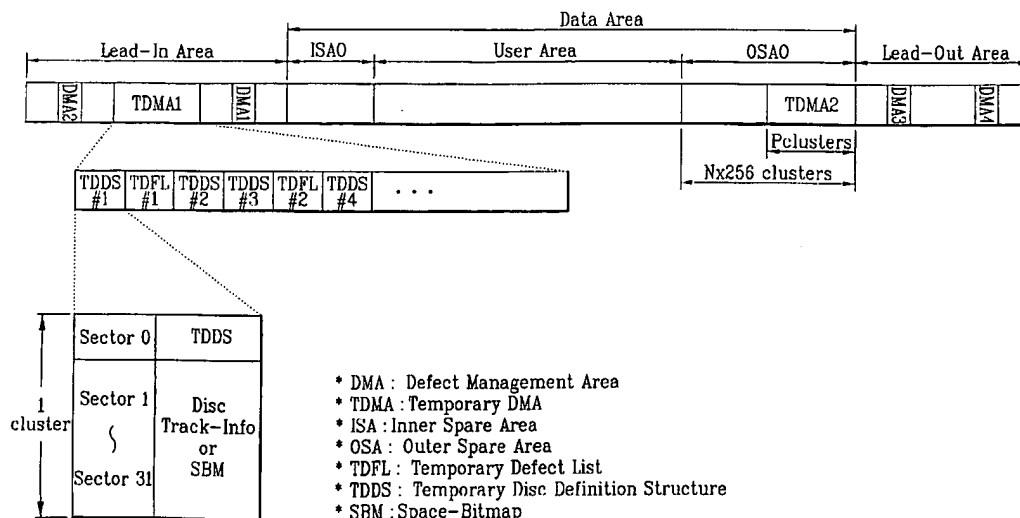 Data Area
Lead-In Area ISA0 User Area OSA0 Lead-Out Area
DMA2 TDMA1 DMA1 TDMA2 DMA3 DMA4
Pclusters
Nx256 clusters
TDDS #1 TDFL #1 TDDS #2 TDDS #3 TDFL #2 TDDS #4 ...
Sector 0 TDDS
1 cluster
Sector 1
Sector 31
Disc
Track-Info
or
SBM
* DMA : Defect Management Area
* TDMA : Temporary DMA
* ISA : Inner Spare Area
* OSA : Outer Spare Area
* TDFL : Temporary Defect List
* TDDS : Temporary Disc Definition Structure
* SBM : Space-Bitmap